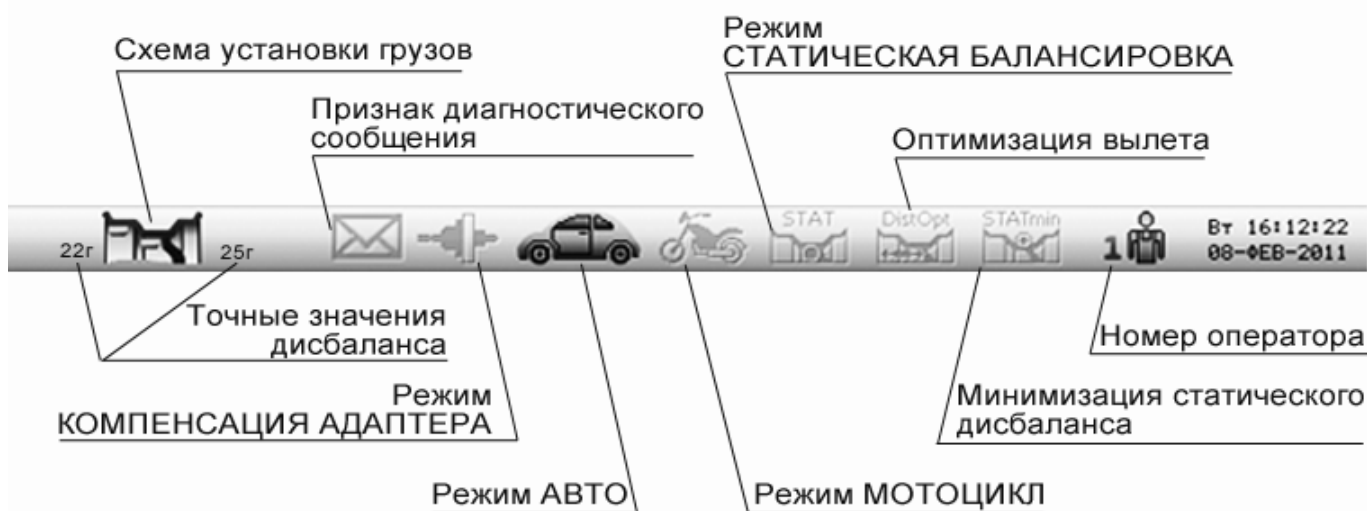 Режим
СТАТИЧЕСКАЯ БАЛАНСИРОВКА
Схема установки грузов
Признак диагностического
сообщения
Оптимизация вылета
22г
25г
STAT
DistOpt
STATmin
1
Вт 16:12:22
08-ФЕВ-2011
Точные значения
дисбаланса
Номер оператора
Режим
КОМПЕНСАЦИЯ АДАПТЕРА
Минимизация статического
дисбаланса
Режим АВТО
Режим МОТОЦИКЛ